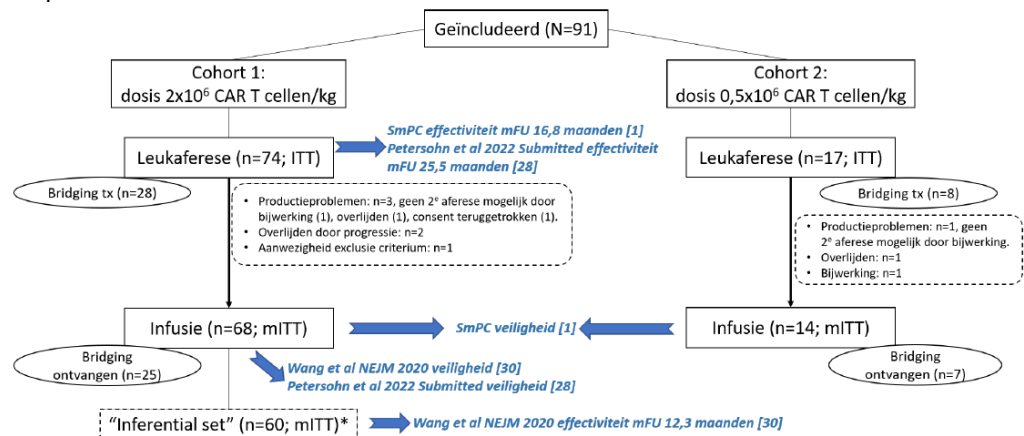 Geïncludeerd (N=91)
Cohort 1:
dosis 2x10⁶ CAR T cellen/kg
Cohort 2:
dosis 0,5x10⁶ CAR T cellen/kg
Leukaferese (n=74; ITT)
SmPC effectiviteit mFU 16,8 maanden [1]
Petersohn et al 2022 Submitted effectiviteit
mFU 25,5 maanden [28]
Leukaferese (n=17; ITT)
Bridging tx (n=28)
Bridging tx (n=8)
• Productieproblemen: n=3, geen 2ᵉ aferese mogelijk door
bijwerking (1), overlijden (1), consent teruggetrokken (1).
• Overlijden door progressie: n=2
• Aanwezigheid exclusie criterium: n=1
• Productieproblemen: n=1, geen
2ᵉ aferese mogelijk door bijwerking.
• Overlijden: n=1
• Bijwerking: n=1
Infusie (n=68; mITT)
SmPC veiligheid [1]
Infusie (n=14; mITT)
Bridging
ontvangen (n=25)
Bridging
ontvangen (n=7)
Wang et al NEJM 2020 veiligheid [30]
Petersohn et al 2022 Submitted veiligheid [28]
“Inferential set” (n=60; mITT)*
Wang et al NEJM 2020 effectiviteit mFU 12,3 maanden [30]